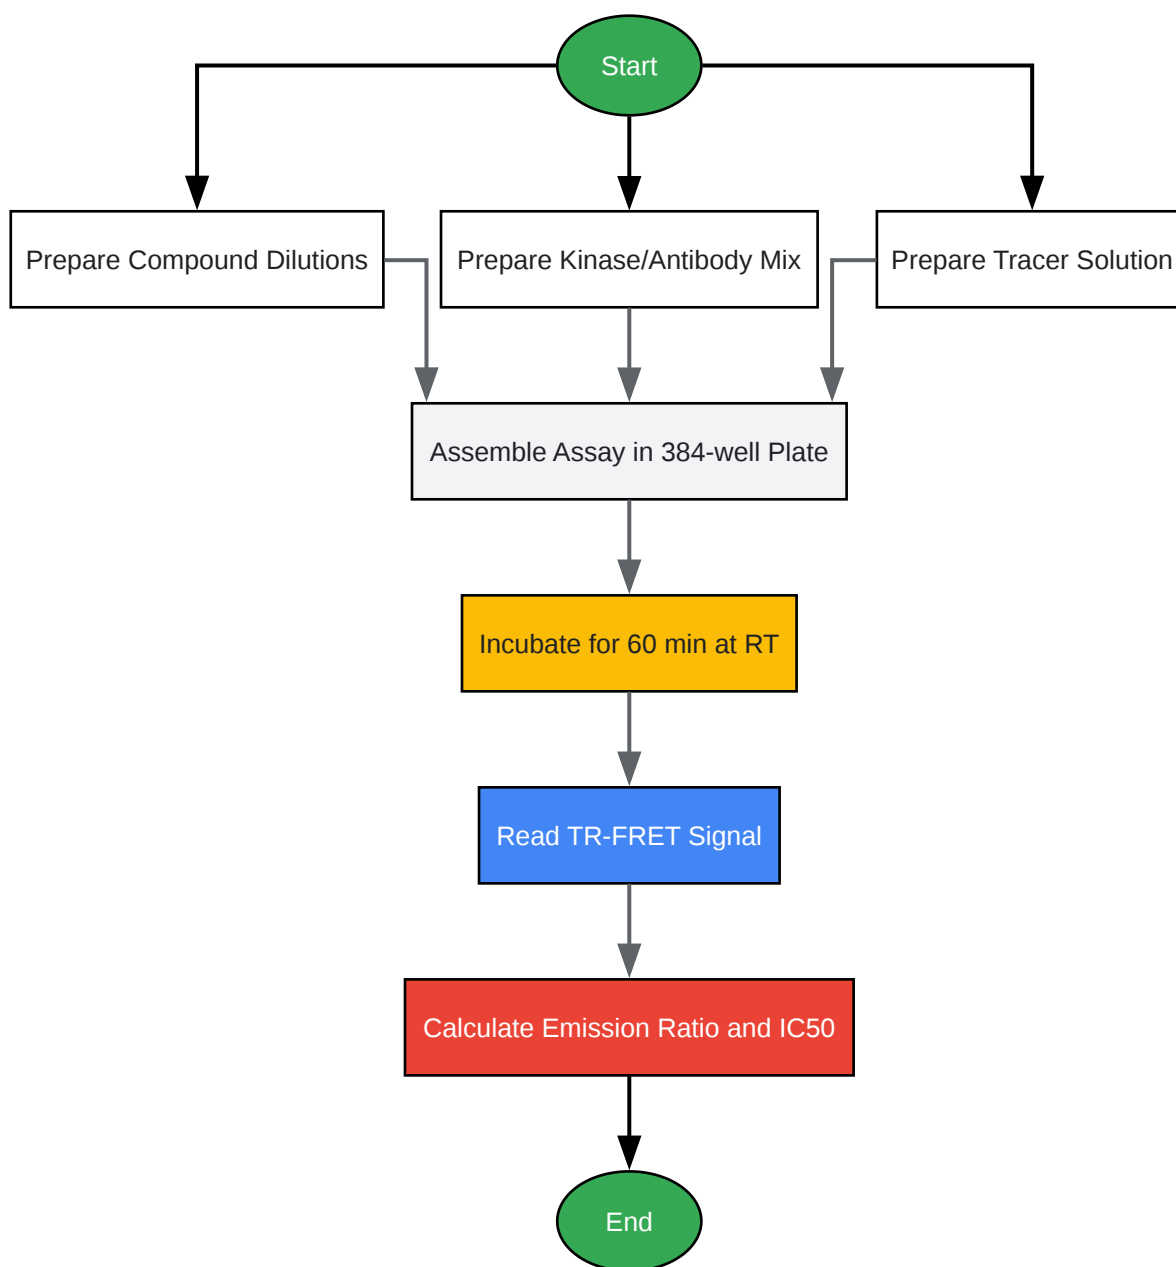 Start
Prepare Compound Dilutions
Prepare Kinase/Antibody Mix
Prepare Tracer Solution
Assemble Assay in 384-well Plate
Incubate for 60 min at RT
Read TR-FRET Signal
Calculate Emission Ratio and IC50
End